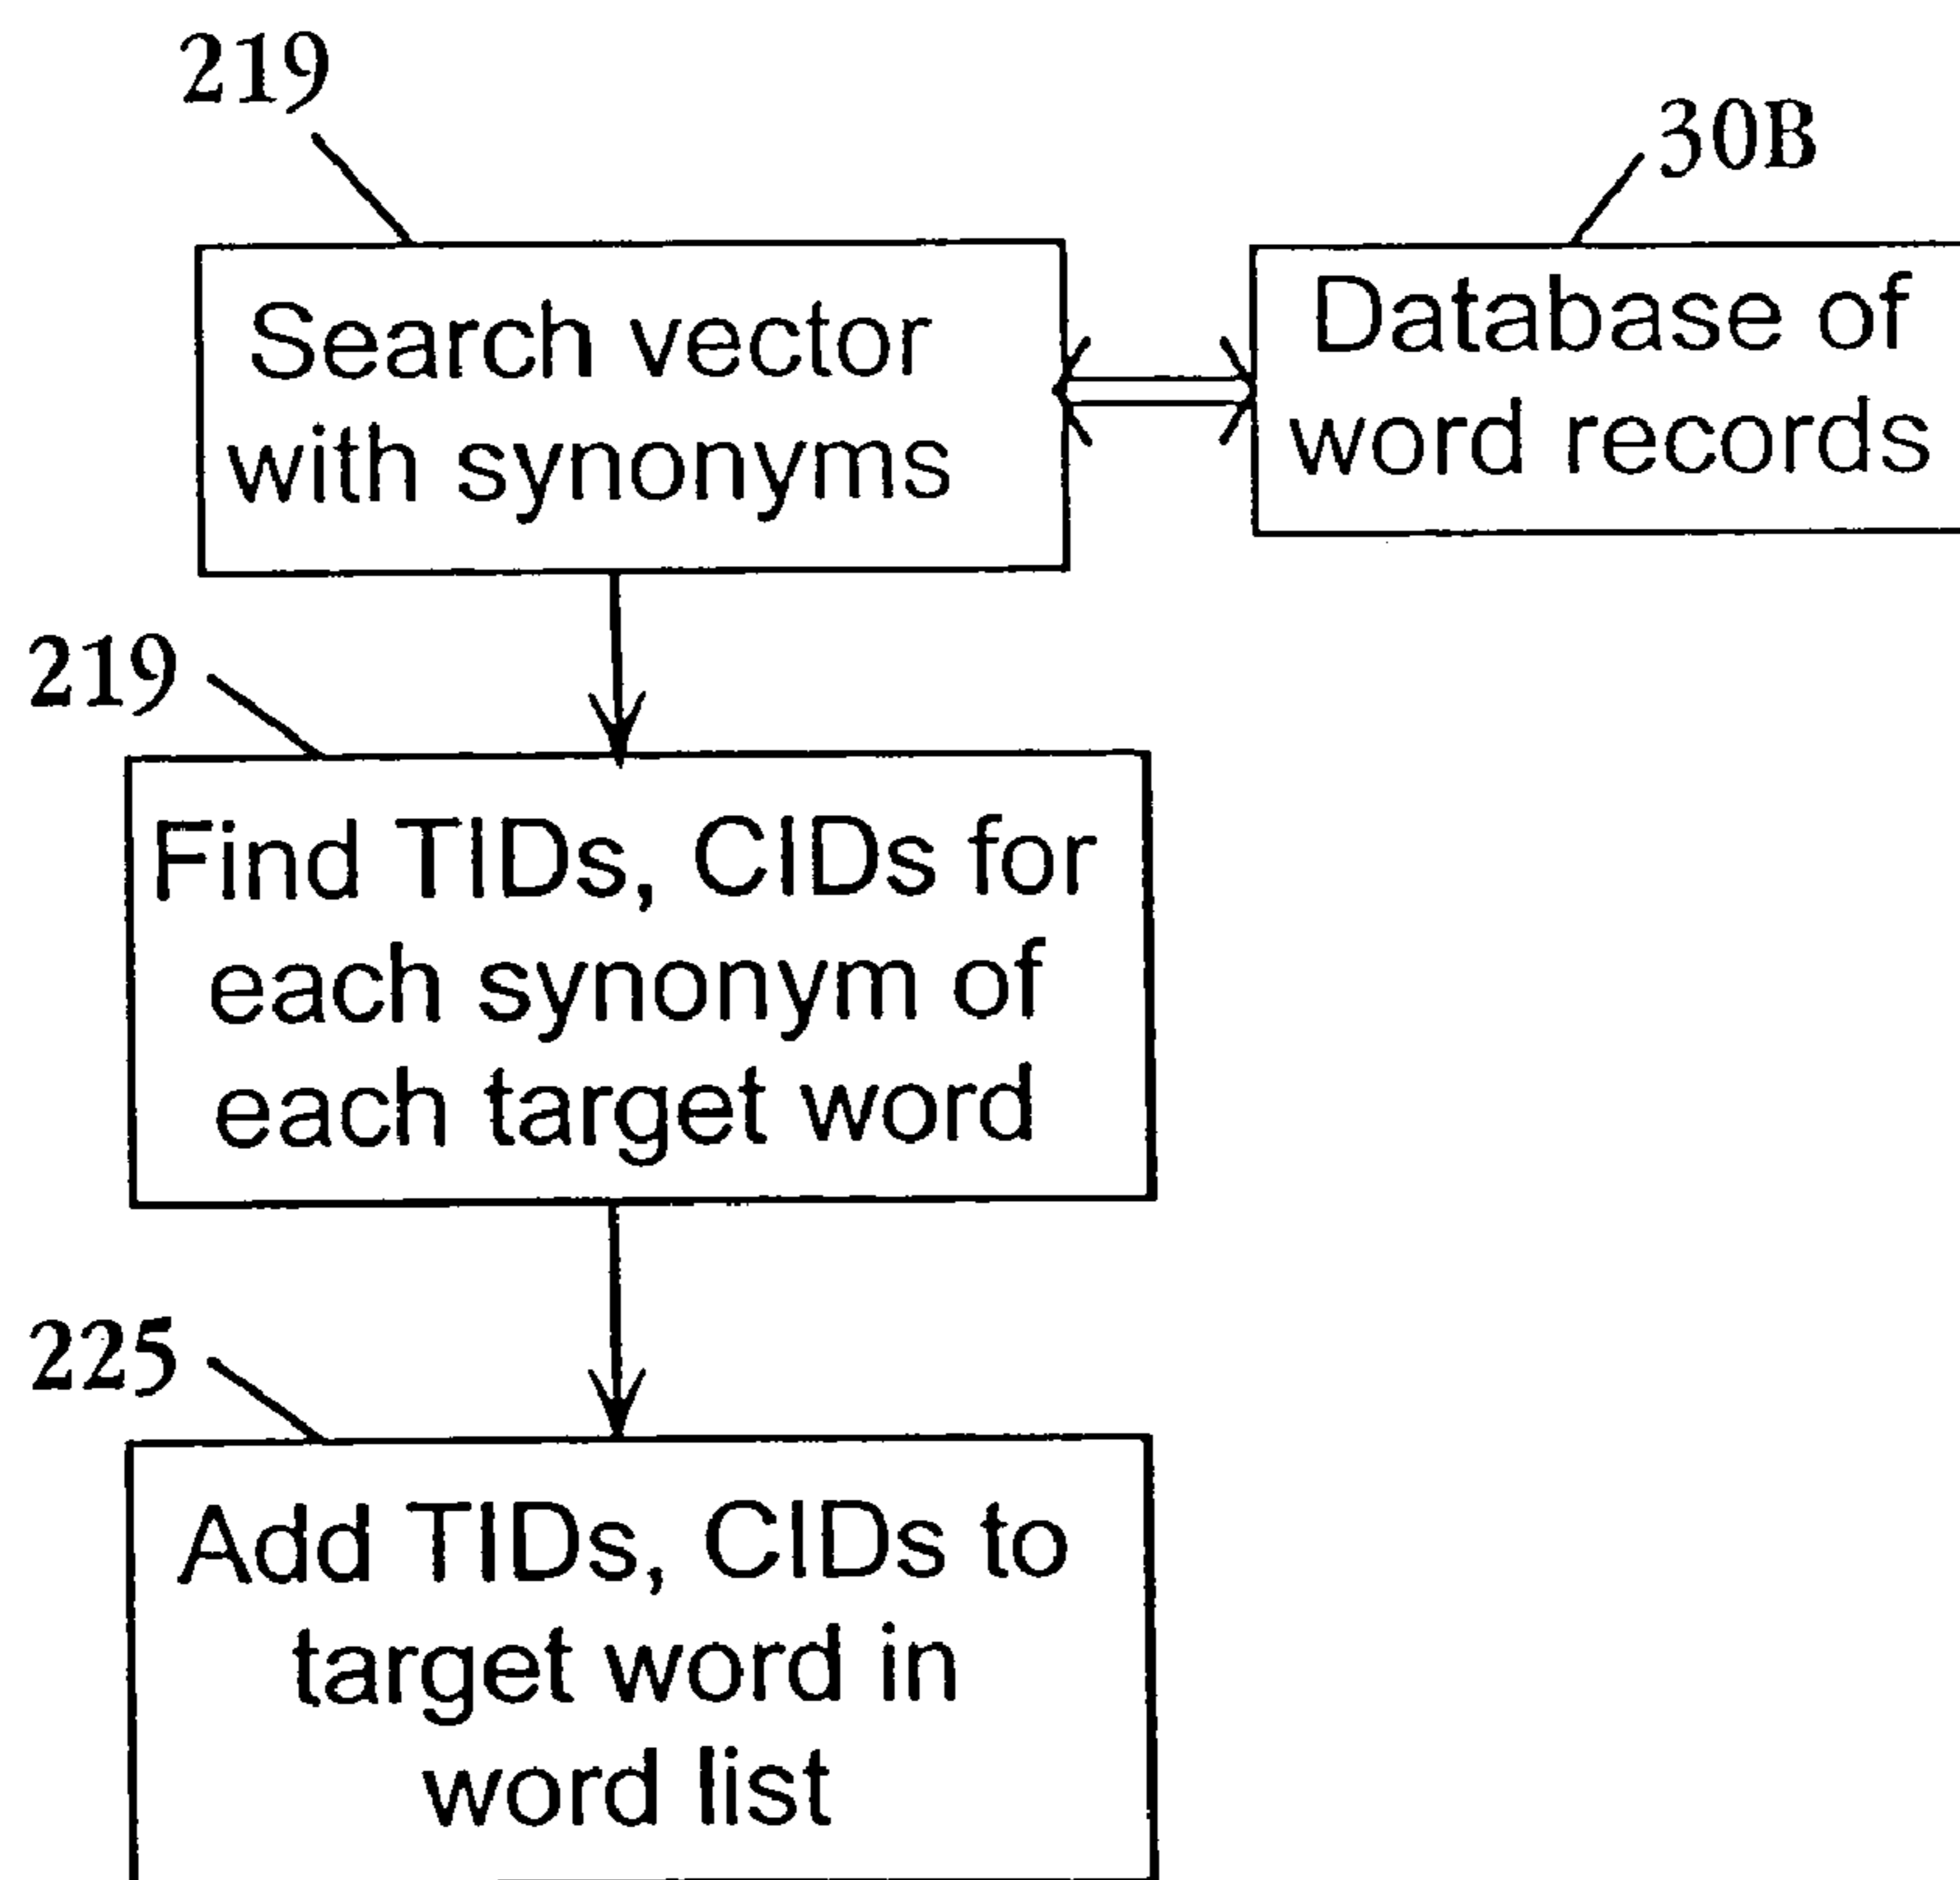 219
30B
Search vector
with synonyms
Database of
word records
219
Find TIDs, CIDs for
each synonym of
each target word
225
Add TIDs, CIDs to
target word in
word list